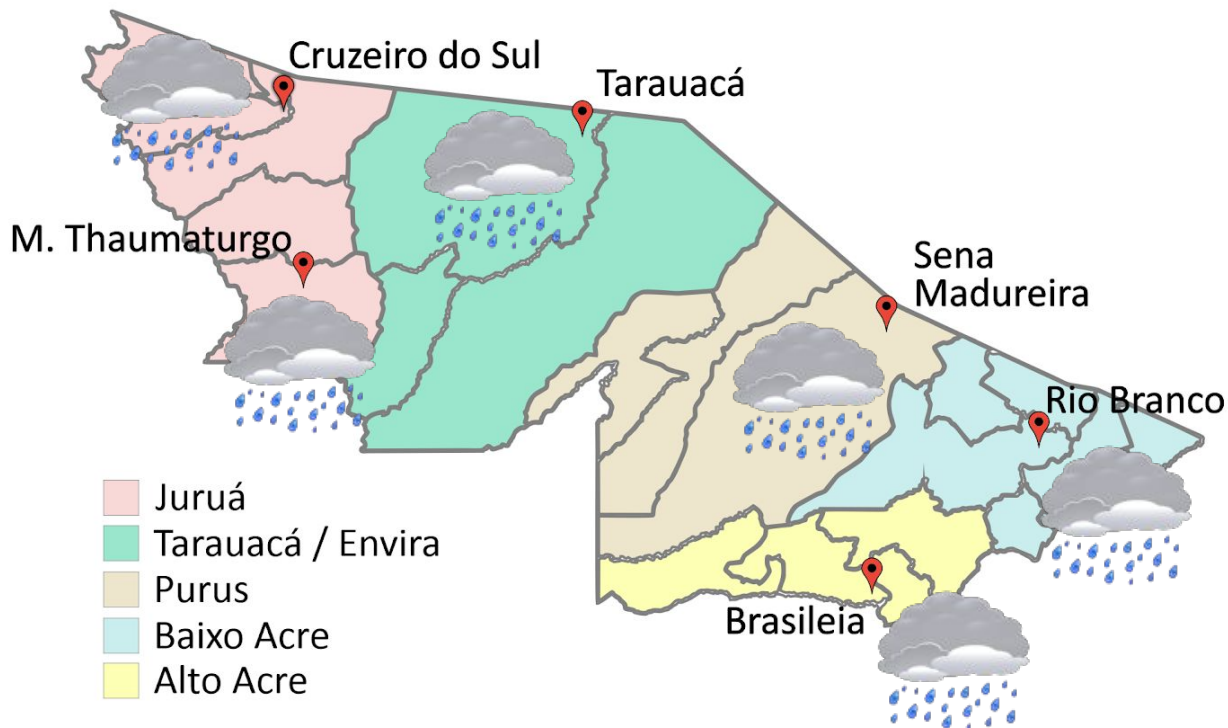 Cruzeiro do Sul
Tarauacá
M. Thaumaturgo
Sena
Madureira
Rio Branco
Brasileia
Juruá
Tarauacá / Envira
Purus
Baixo Acre
Alto Acre